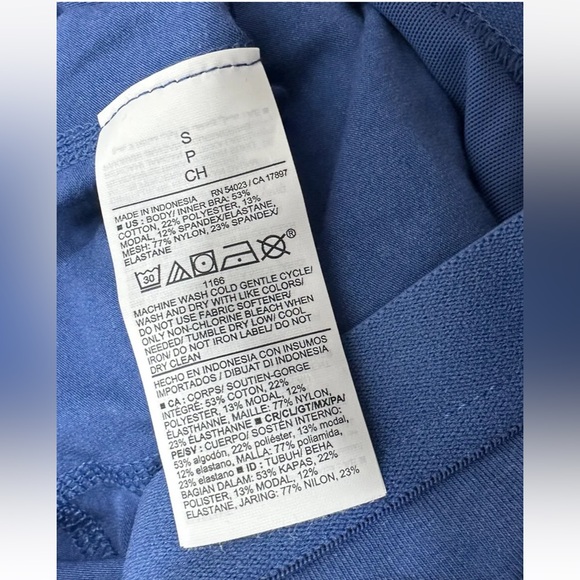 S
P
CH
MADE IN INDONESIA RN 54023 / CA 17897
■ US : BODY/ INNER BRA: 53%
COTTON, 22% POLYESTER, 13%
MODAL, 12% SPANDEX/ELASTANE,
MESH: 77% NYLON, 23% SPANDEX/
ELASTANE
30
1166
MACHINE WASH COLD GENTLE CYCLE/
WASH AND DRY WITH LIKE COLORS/
DO NOT USE FABRIC SOFTENER/
ONLY NON-CHLORINE BLEACH WHEN
NEEDED/ TUMBLE DRY LOW/ COOL
IRON/ DO NOT IRON LABEL/ DO NOT
DRY CLEAN
HECHO EN INDONESIA CON INSUMOS
IMPORTADOS / DIBUAT DI INDONESIA
■ CA : CORPS/ SOUTIEN-GORGE
INTÉGRÉ: 53% COTON, 22%
POLYESTER, 13% MODAL, 12%
ÉLASTHANNE, MAILLE: 77% NYLON,
23% ÉLASTHANNE ■ CR/CL/GT/MX/PA/
PE/SV : CUERPO/ SOSTÉN INTERNO:
53% algodón, 22% poliéster, 13% modal,
12% elastano, MALLA: 77% poliamida,
23% elastano ■ ID : TUBUH/ BEHA
BAGIAN DALAM: 53% KAPAS, 22%
POLISTER, 13% MODAL, 12%
ELASTANE, JARING: 77% NILON, 23%